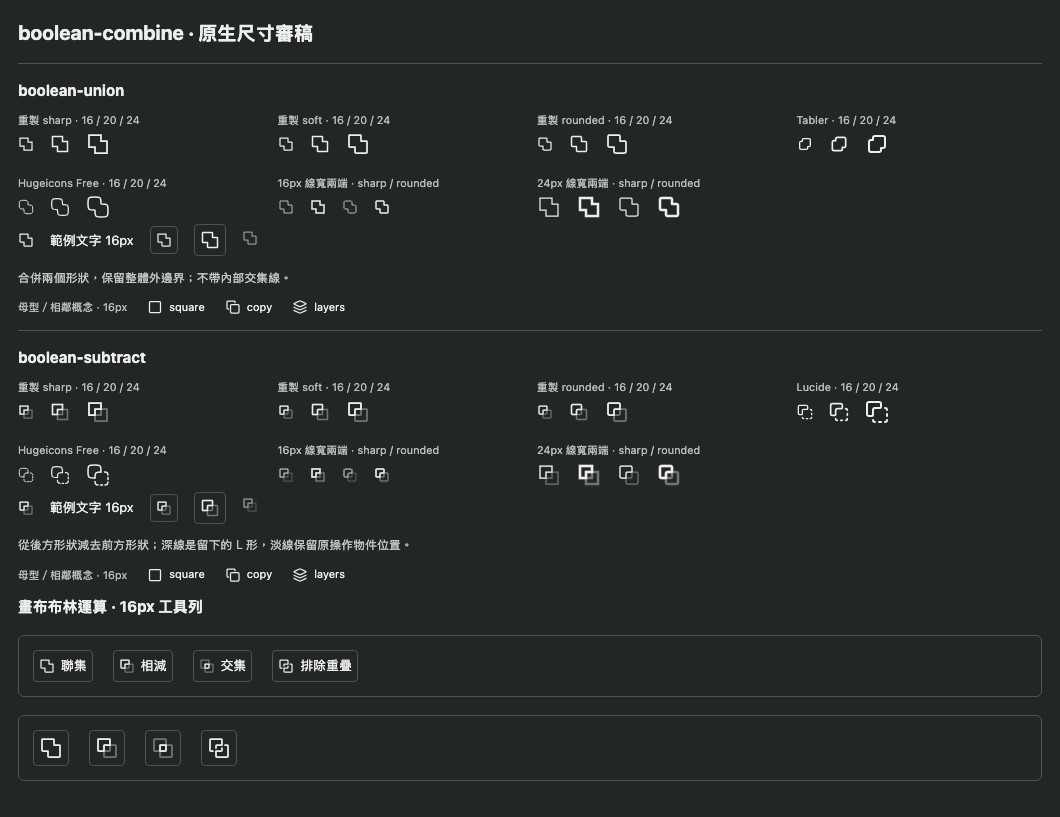 boolean-combine · 原生尺寸審稿
boolean-union
重製 sharp · 16 / 20 / 24
重製 soft · 16 / 20 / 24
重製 rounded · 16 / 20 / 24
Tabler · 16 / 20 / 24
Hugeicons Free · 16 / 20 / 24
16px 線寬兩端 · sharp / rounded
24px 線寬兩端 · sharp / rounded
範例文字 16px
合併兩個形狀，保留整體外邊界；不帶內部交集線。
母型 / 相鄰概念 · 16px square copy layers
boolean-subtract
重製 sharp · 16 / 20 / 24
重製 soft · 16 / 20 / 24
重製 rounded · 16 / 20 / 24
Lucide · 16 / 20 / 24
Hugeicons Free · 16 / 20 / 24
16px 線寬兩端 · sharp / rounded
24px 線寬兩端 · sharp / rounded
範例文字 16px
從後方形狀減去前方形狀；深線是留下的 L 形，淡線保留原操作物件位置。
母型 / 相鄰概念 · 16px square copy layers
畫布布林運算 · 16px 工具列
聯集 相減 交集 排除重疊